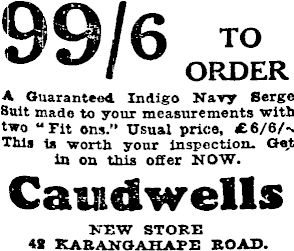 99/6 TO
ORDER
A Guaranteed Indigo Navy Serge
Suit made to your measurements with
two "Fit ons." Usual price, £6/6/-
This is worth your inspection. Get
in on this offer NOW.
Caudwells
NEW STORE
42 KARANGAHAPE ROAD.